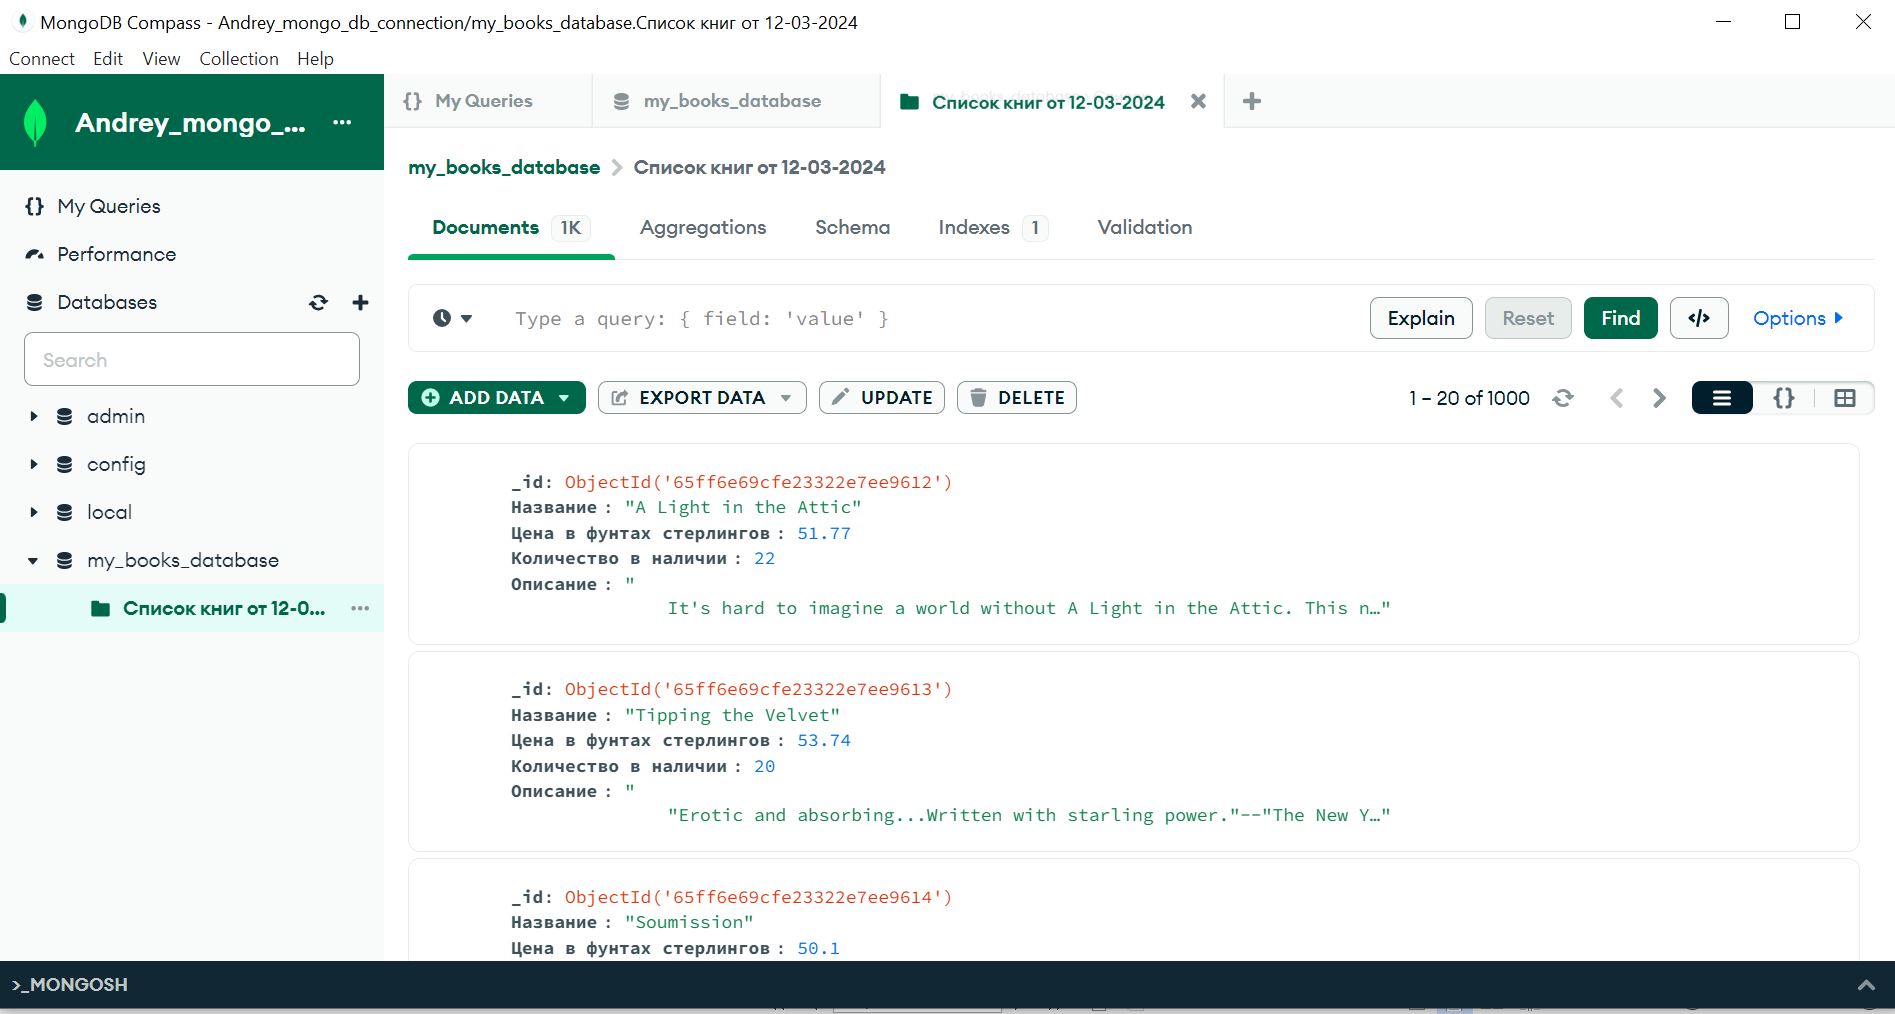 MongoDB Compass - Andrey_mongo_db_connection/my_books_database.Список книг от 12-03-2024
Connect Edit View Collection Help
Andrey_mongo_... ...
{} My Queries
Performance
Databases
Search
admin
config
local
my_books_database
Список книг от 12-0... ...
{} My Queries my_books_database Список книг от 12-03-2024
my_books_database > Список книг от 12-03-2024
Documents 1K Aggregations Schema Indexes 1 Validation
Type a query: { field: 'value' } Explain Reset Find </> Options
ADD DATA EXPORT DATA UPDATE DELETE 1 – 20 of 1000 {}
_id: ObjectId('65ff6e69cfe23322e7ee9612')
Название : "A Light in the Attic"
Цена в фунтах стерлингов : 51.77
Количество в наличии : 22
Описание : "
It's hard to imagine a world without A Light in the Attic. This n…"
_id: ObjectId('65ff6e69cfe23322e7ee9613')
Название : "Tipping the Velvet"
Цена в фунтах стерлингов : 53.74
Количество в наличии : 20
Описание : "
"Erotic and absorbing...Written with starling power."--"The New Y…"
_id: ObjectId('65ff6e69cfe23322e7ee9614')
Название : "Soumission"
Цена в фунтах стерлингов : 50.1
>_MONGOSH